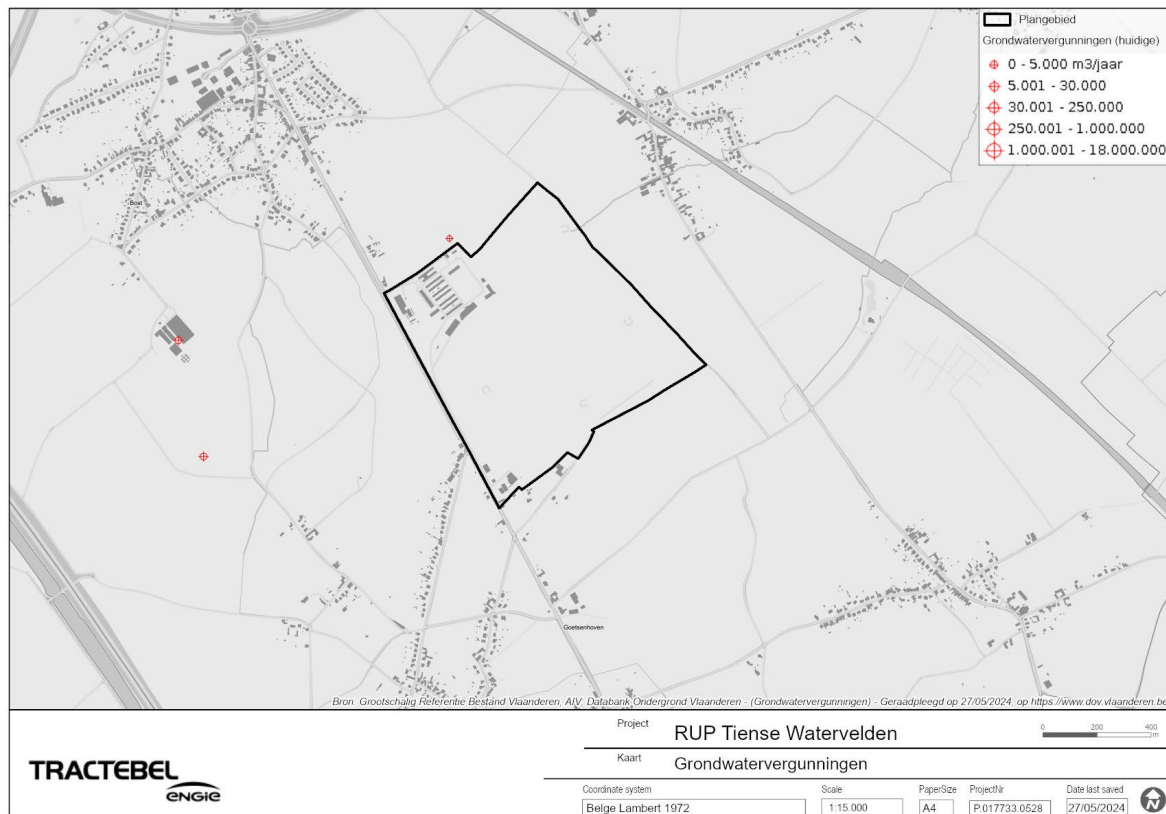 Plangebied
Grondwatervergunningen (huidige)
0 - 5.000 m3/jaar
5.001 - 30.000
30.001 - 250.000
250.001 - 1.000.000
1.000.001 - 18.000.000
Bost
Goetsenhoven
Bron: Grootschalig Referentie Bestand Vlaanderen, AIV. Databank Ondergrond Vlaanderen - (Grondwatervergunningen) - Geraadpleegd op 27/05/2024, op https://www.dov.vlaanderen.be
Project RUP Tiense Watervelden
0 200 400
m
Kaart Grondwatervergunningen
TRACTEBEL
ENGIE
Coordinate system Scale PaperSize ProjectNr Date last saved
Belge Lambert 1972 1:15.000 A4 P.017733.0528 27/05/2024
N